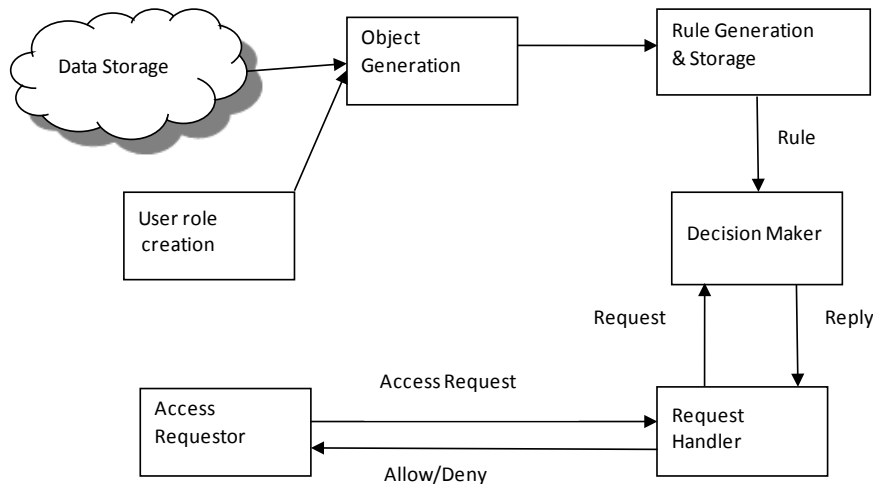 Data Storage
Object
Generation
Rule Generation
& Storage
Rule
User role
creation
Decision Maker
Request
Reply
Access Request
Access
Requestor
Request
Handler
Allow/Deny